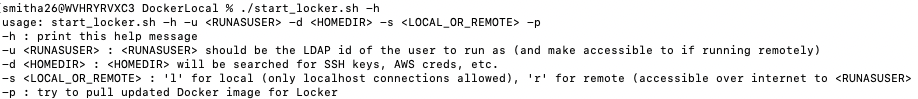 smitha26@WVHRYRVXC3 DockerLocal % ./start_locker.sh -h
usage: start_locker.sh -h -u <RUNASUSER> -d <HOMEDIR> -s <LOCAL_OR_REMOTE> -p
-h : print this help message
-u <RUNASUSER> : <RUNASUSER> should be the LDAP id of the user to run as (and make accessible to if running remotely)
-d <HOMEDIR> : <HOMEDIR> will be searched for SSH keys, AWS creds, etc.
-s <LOCAL_OR_REMOTE> : 'l' for local (only localhost connections allowed), 'r' for remote (accessible over internet to <RUNASUSER>
-p : try to pull updated Docker image for Locker